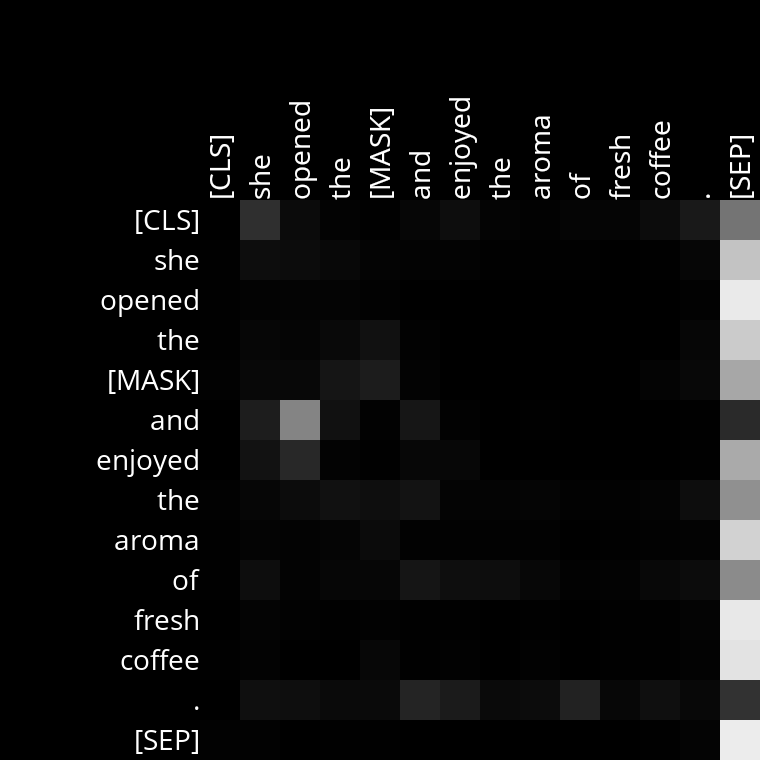 [CLS] she opened the [MASK] and enjoyed the aroma of fresh coffee . [SEP]
[CLS]
she
opened
the
[MASK]
and
enjoyed
the
aroma
of
fresh
coffee
.
[SEP]